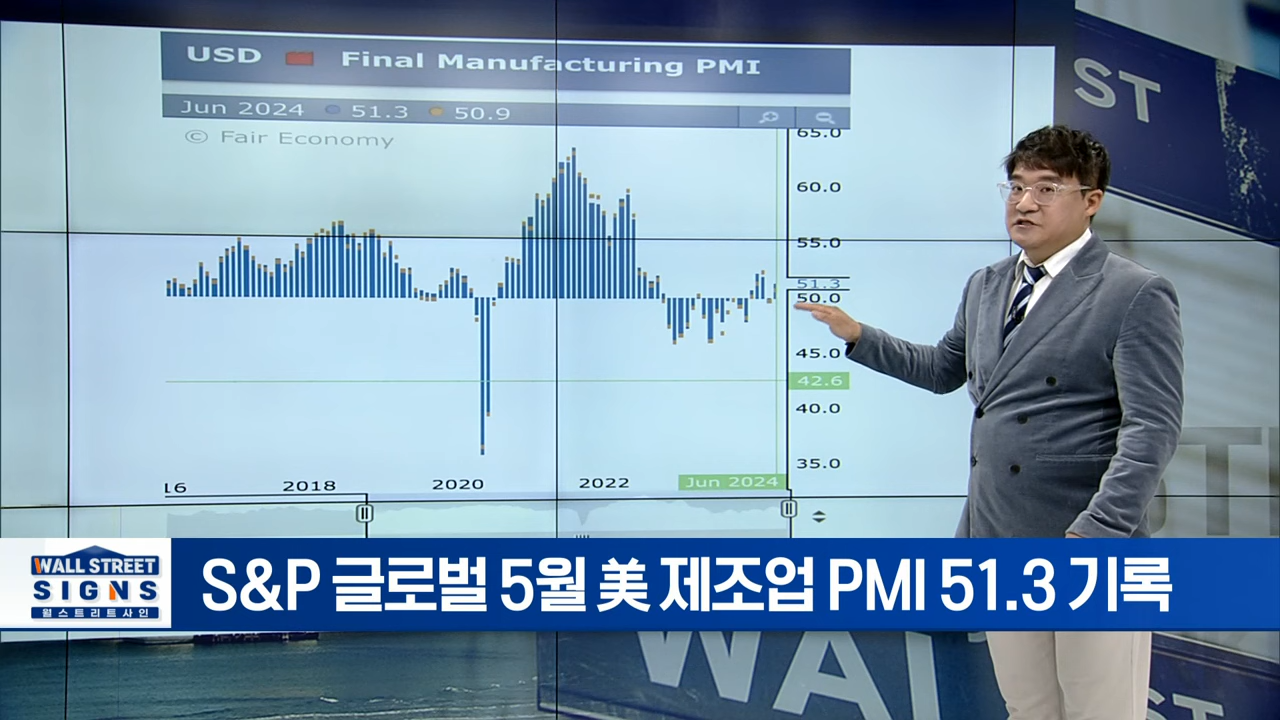 USD Final Manufacturing PMI
Jun 2024 51.3 50.9
© Fair Economy
65.0
60.0
55.0
51.3
50.0
45.0
42.6
40.0
35.0
16 2018 2020 2022 Jun 2024
ST
WALL STREET
SIGNS
월스트리트사인
S&P 글로벌 5월 美 제조업 PMI 51.3 기록
WAL
ST